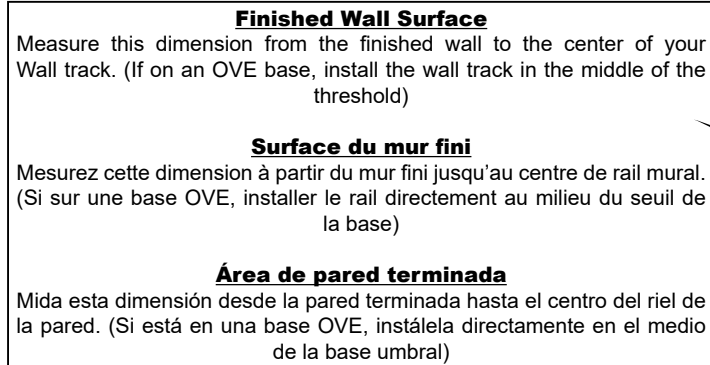 Finished Wall Surface
Measure this dimension from the finished wall to the center of your
Wall track. (If on an OVE base, install the wall track in the middle of the
threshold)
Surface du mur fini
Mesurez cette dimension à partir du mur fini jusqu'au centre de rail mural.
(Si sur une base OVE, installer le rail directement au milieu du seuil de
la base)
Área de pared terminada
Mida esta dimensión desde la pared terminada hasta el centro del riel de
la pared. (Si está en una base OVE, instálela directamente en el medio
de la base umbral)